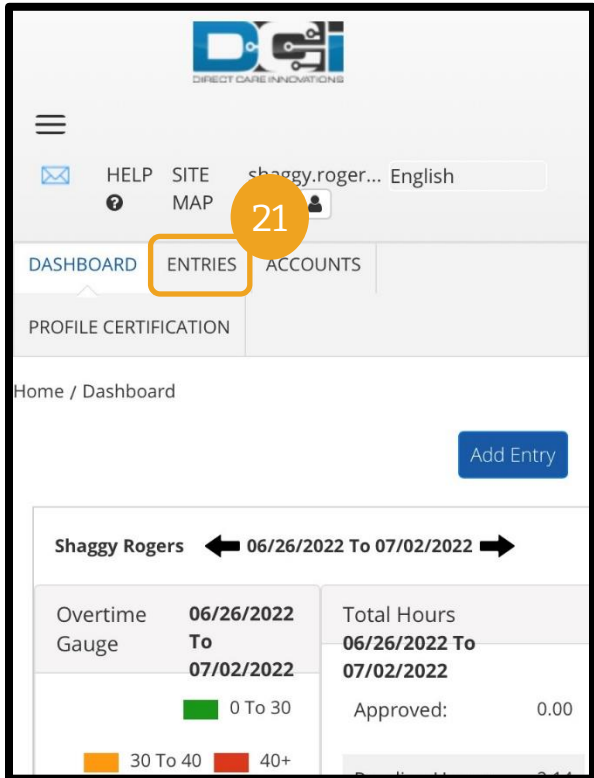 DCI
DIRECT CARE INNOVATIONS
HELP SITE MAP shaggy.roger... English
21
DASHBOARD ENTRIES ACCOUNTS
PROFILE CERTIFICATION
Home / Dashboard
Add Entry
Shaggy Rogers 06/26/2022 To 07/02/2022
Overtime Gauge
06/26/2022 To 07/02/2022
0 To 30
30 To 40 40+
Total Hours
06/26/2022 To 07/02/2022
Approved: 0.00